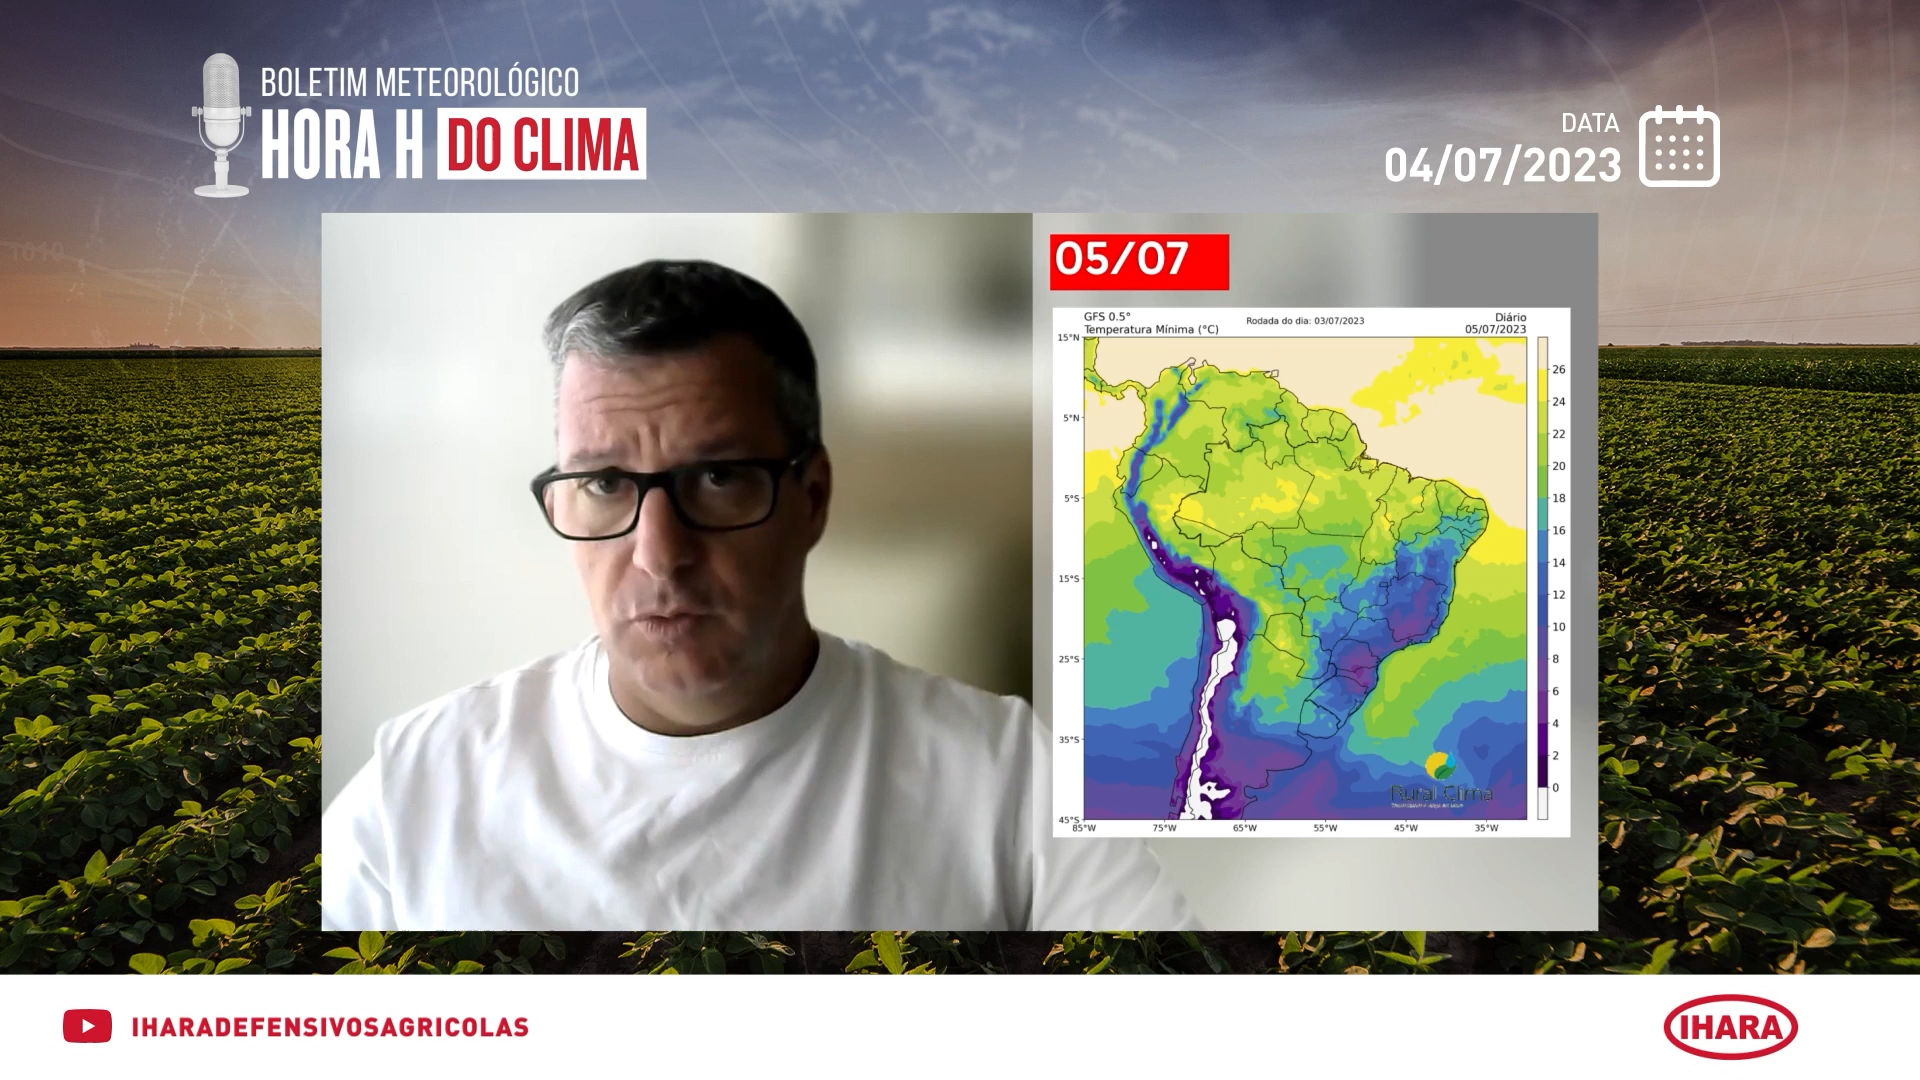 BOLETIM METEOROLÓGICO
HORA H DO CLIMA
DATA
04/07/2023
05/07
GFS 0.5°
Temperatura Mínima (°C)
Rodada do dia: 03/07/2023
Diário
05/07/2023
15°N
5°N
5°S
15°S
25°S
35°S
45°S
85°W 75°W 65°W 55°W 45°W 35°W
26
24
22
20
18
16
14
12
10
8
6
4
2
0
Rural Clima
IHARADEFENSIVOSAGRICOLAS
IHARA